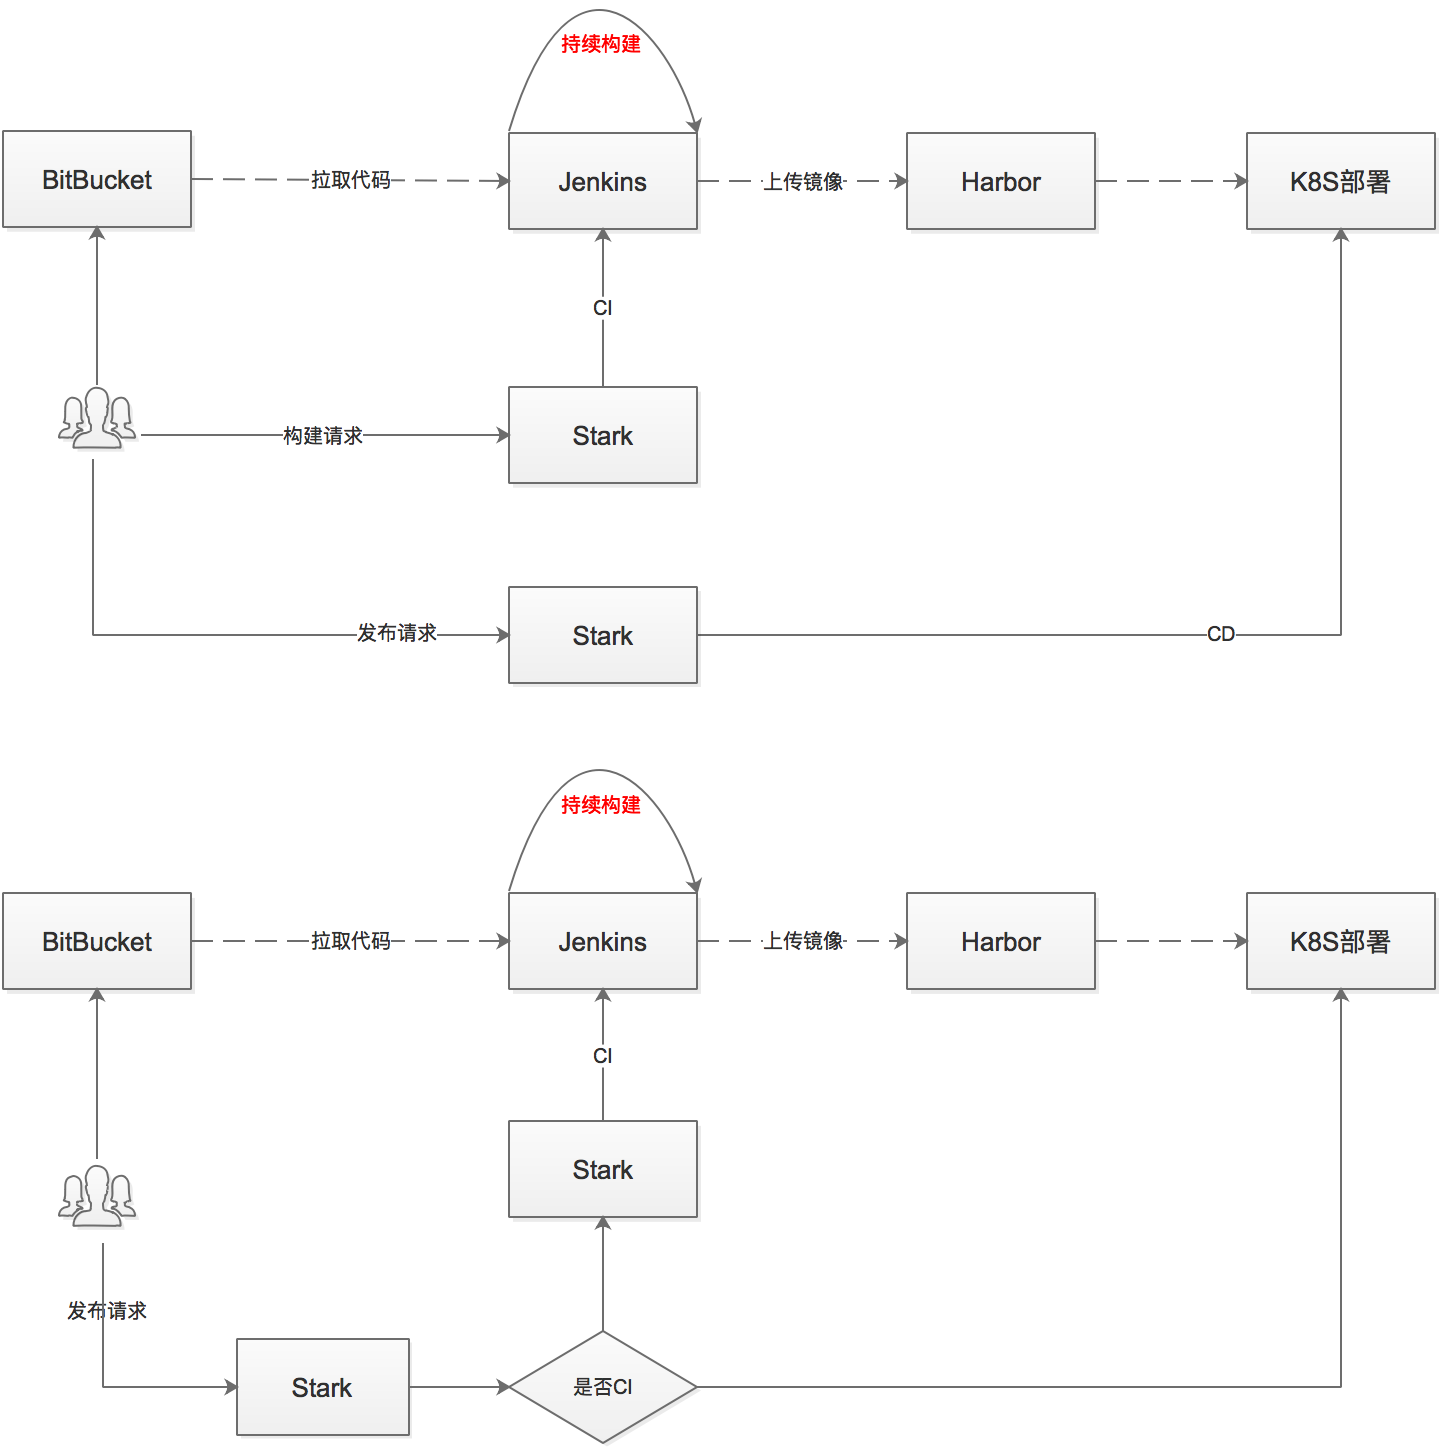 持续构建
BitBucket
拉取代码
Jenkins
上传镜像
Harbor
K8S部署
CI
构建请求
Stark
发布请求
Stark
CD
持续构建
BitBucket
拉取代码
Jenkins
上传镜像
Harbor
K8S部署
CI
Stark
发布请求
Stark
是否CI